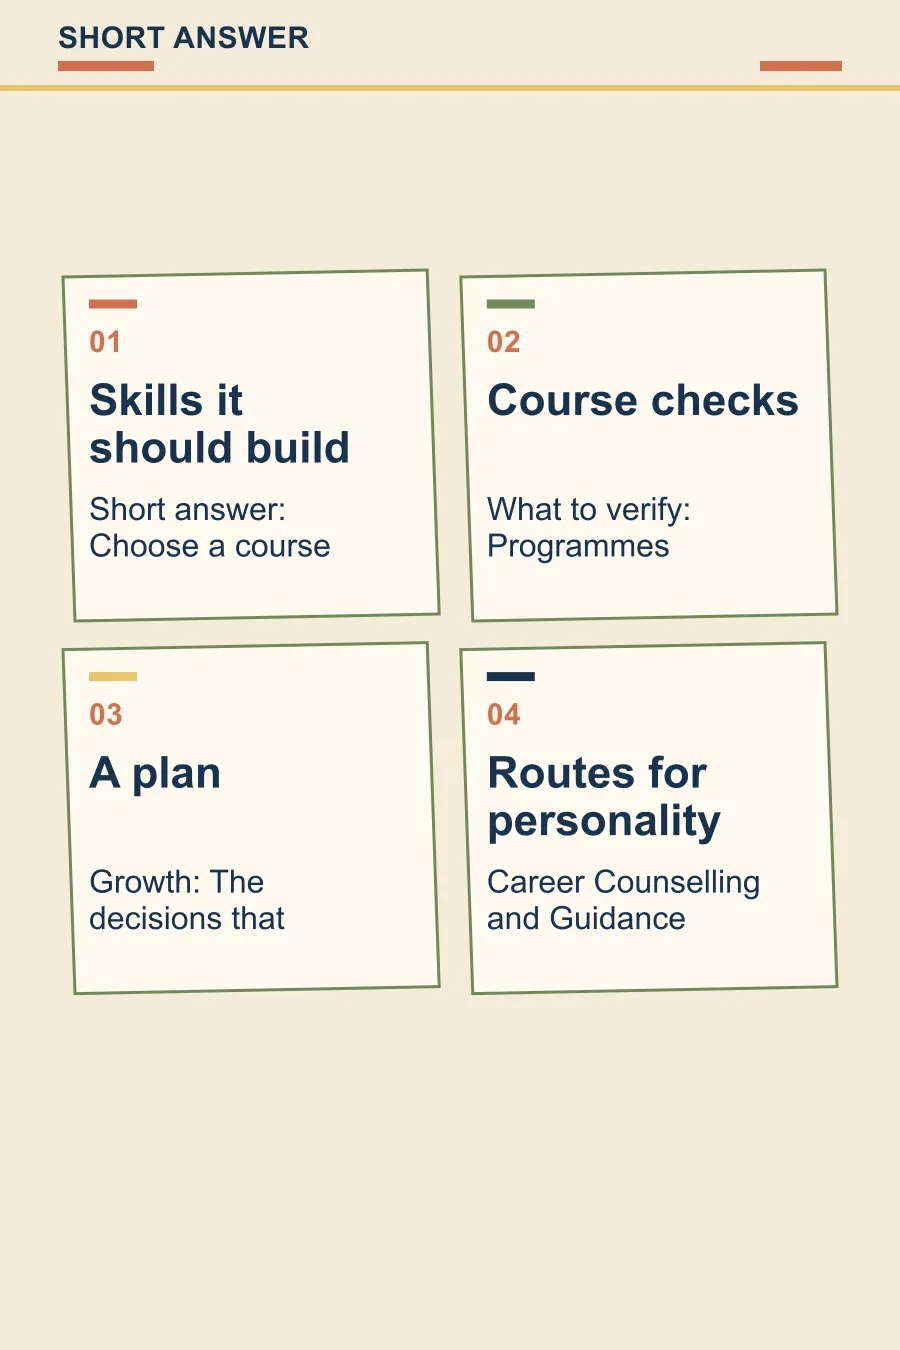 SHORT ANSWER
01
Skills it
should build
Short answer:
Choose a course
02
Course checks
What to verify:
Programmes
03
A plan
Growth: The
decisions that
04
Routes for
personality
Career Counselling
and Guidance